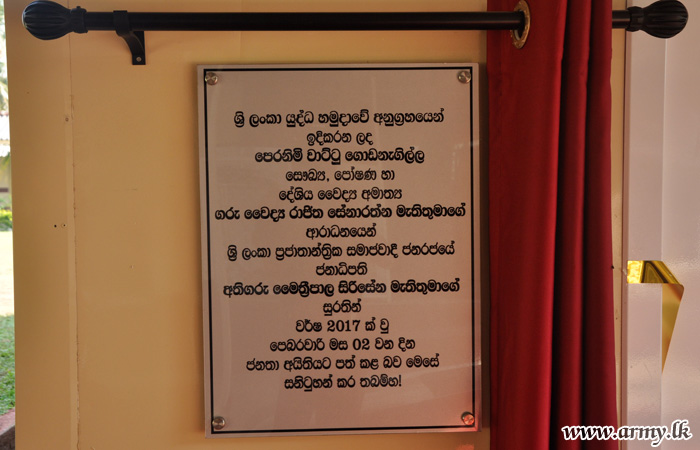 ශ්‍රී ලංකා යුද්ධ හමුදාවේ අනුග්‍රහයෙන්
ඉදිකරන ලද
පෙරනිමි වාට්ටු ගොඩනැගිල්ල
සෞඛ්‍ය, පෝෂණ හා
දේශිය වෛද්‍ය අමාත්‍ය
ගරු වෛද්‍ය රාජිත සේනාරත්න මැතිතුමාගේ
ආරාධනයෙන්
ශ්‍රී ලංකා ප්‍රජාතාන්ත්‍රික සමාජවාදී ජනරජයේ
ජනාධිපති
අතිගරු මෛත්‍රීපාල සිරිසේන මැතිතුමාගේ
සුරතින්
වර්ෂ 2017 ක් වු
පෙබරවාරි මස 02 වන දින
ජනතා අයිතියට පත් කළ බව මෙසේ
සනිටුහන් කර තබමහ!
www.army.lk